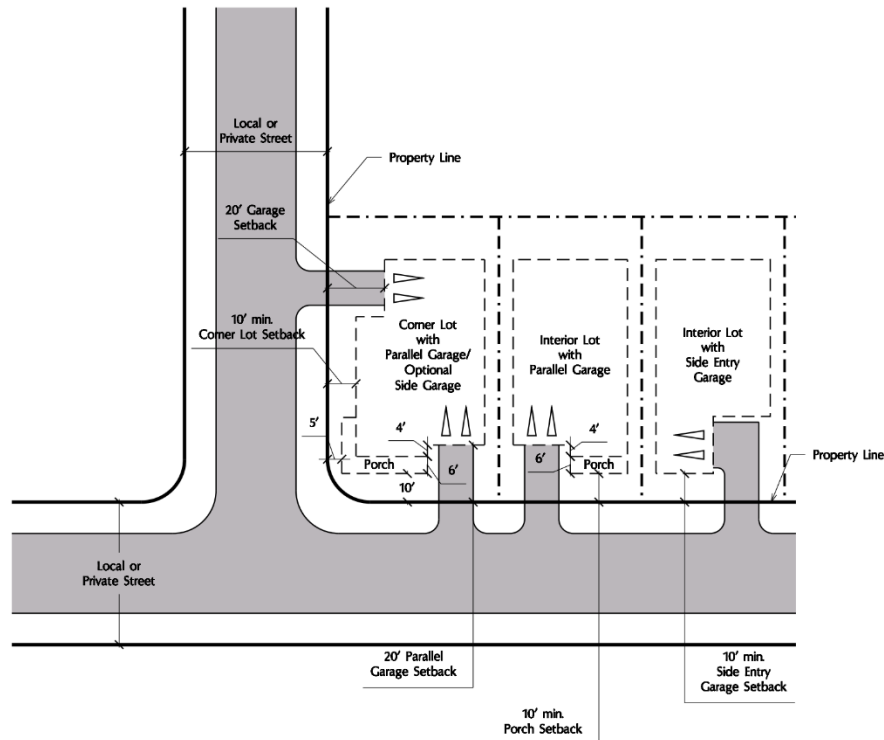 Local or
Private Street
Property Line
20' Garage
Setback
10' min.
Corner Lot Setback
Corner Lot
with
Parallel Garage/
Optional
Side Garage
Interior Lot
with
Parallel Garage
Interior Lot
with
Side Entry
Garage
5'
4'
4'
Porch
6'
6'
Porch
10'
Property Line
Local or
Private Street
20' Parallel
Garage Setback
10' min.
Side Entry
Garage Setback
10' min.
Porch Setback